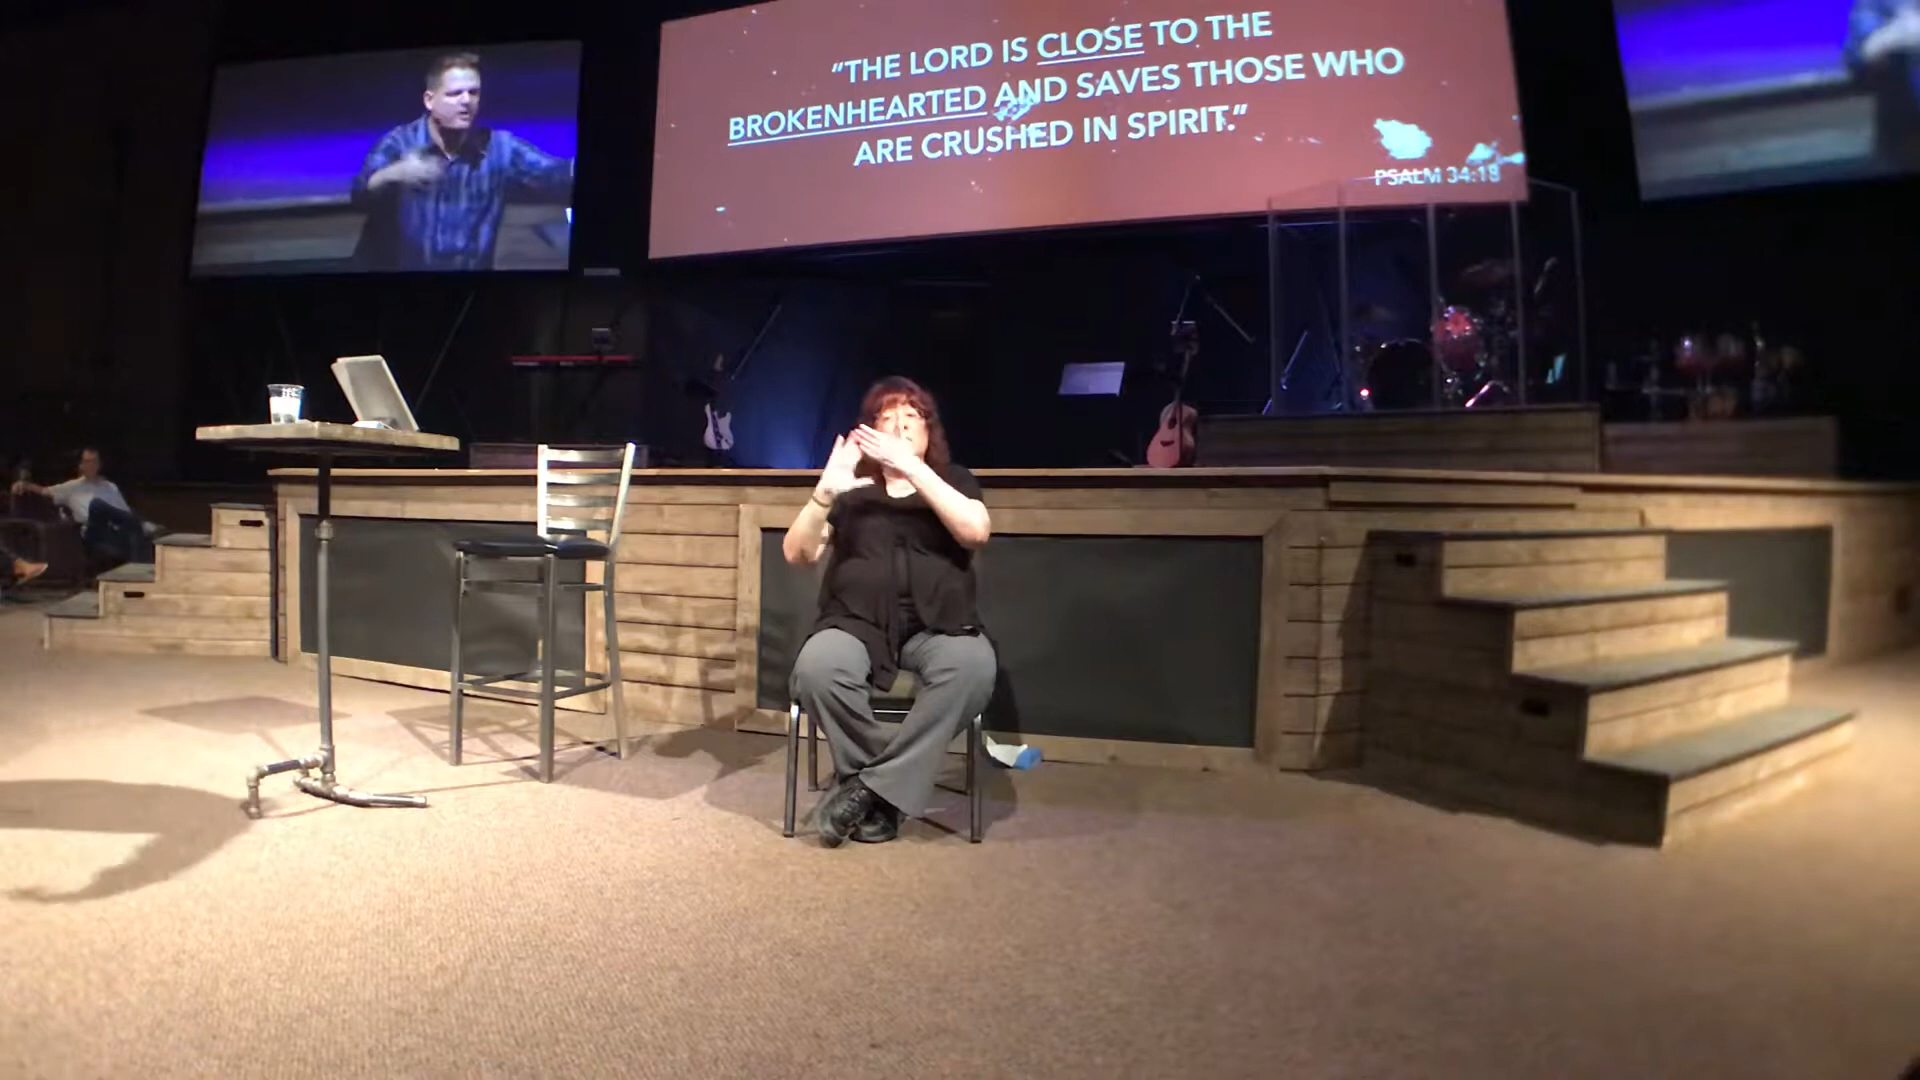 “THE LORD IS CLOSE TO THE
BROKENHEARTED AND SAVES THOSE WHO
ARE CRUSHED IN SPIRIT.”
PSALM 34:18